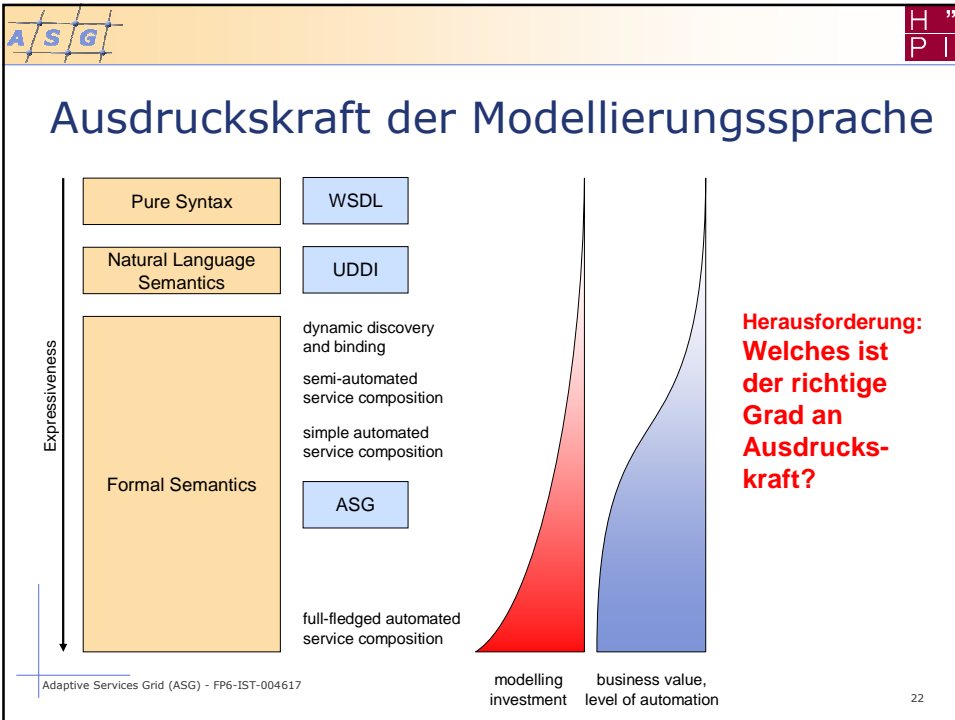 A S G
H ”
P I
Ausdruckskraft der Modellierungssprache
Expressiveness
Pure Syntax
WSDL
Natural Language
Semantics
UDDI
Formal Semantics
dynamic discovery
and binding
semi-automated
service composition
simple automated
service composition
ASG
full-fledged automated
service composition
modelling
investment
business value,
level of automation
Herausforderung:
Welches ist
der richtige
Grad an
Ausdrucks-
kraft?
Adaptive Services Grid (ASG) - FP6-IST-004617
22